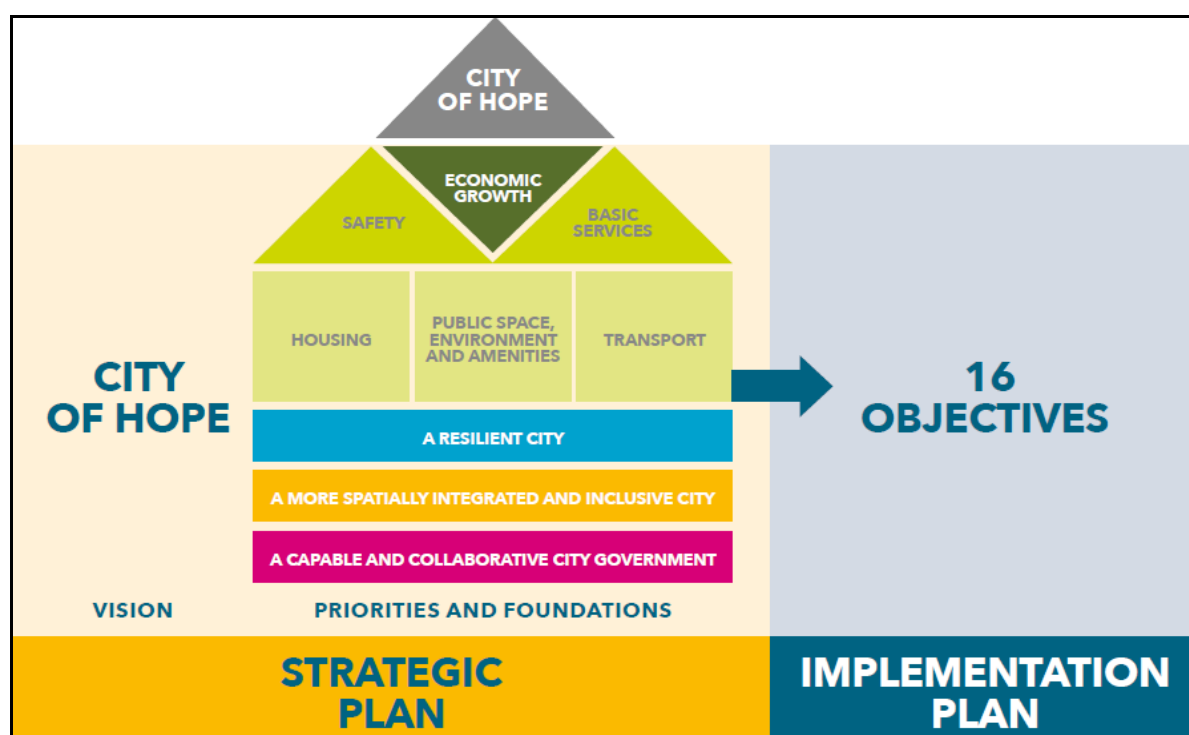 CITY
OF HOPE
ECONOMIC
GROWTH
SAFETY
BASIC
SERVICES
HOUSING
PUBLIC SPACE,
ENVIRONMENT
AND AMENITIES
TRANSPORT
CITY
OF HOPE
16
OBJECTIVES
A RESILIENT CITY
A MORE SPATIALLY INTEGRATED AND INCLUSIVE CITY
A CAPABLE AND COLLABORATIVE CITY GOVERNMENT
VISION
PRIORITIES AND FOUNDATIONS
STRATEGIC
PLAN
IMPLEMENTATION
PLAN